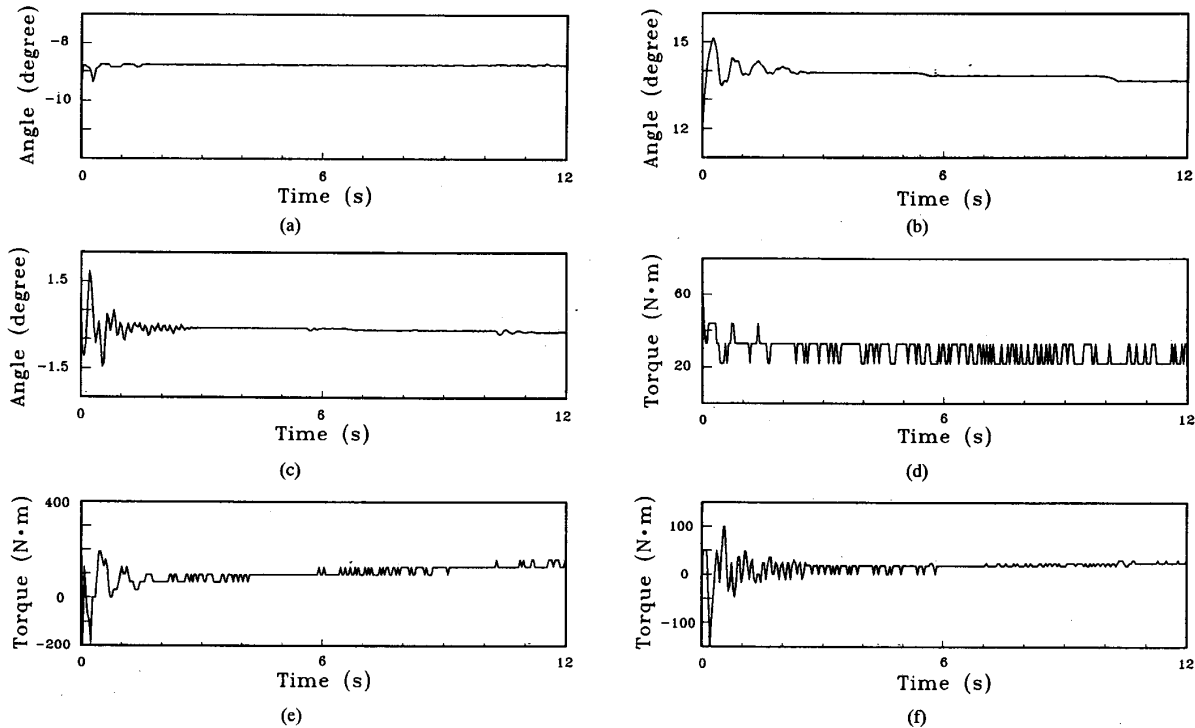 -8
-10
Angle (degree)
0
6
12
Time (s)
(a)
15
12
Angle (degree)
0
6
12
Time (s)
(b)
1.5
-1.5
Angle (degree)
0
6
12
Time (s)
(c)
60
20
Torque (N•m)
0
6
12
Time (s)
(d)
400
0
-200
Torque (N•m)
0
6
12
Time (s)
(e)
100
0
-100
Torque (N•m)
0
6
12
Time (s)
(f)